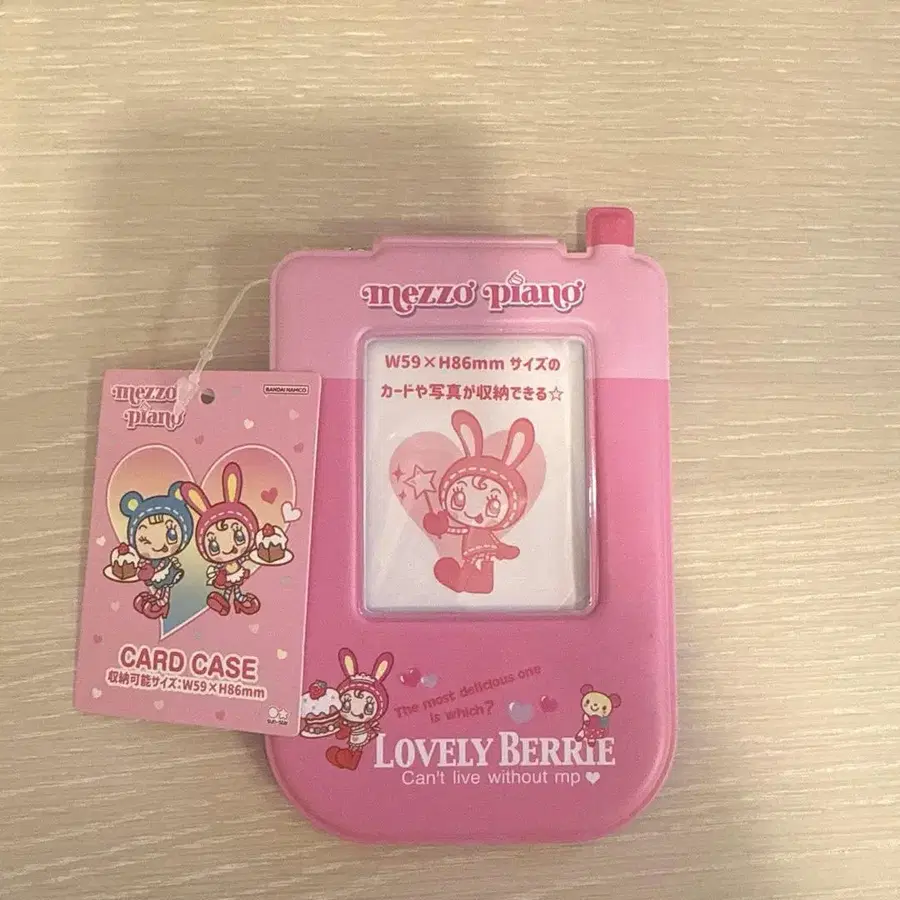 mezzo piano
W59×H86mm サイズの
カードや写真が収納できる☆
The most delicious one
is which?
LOVELY BERRIE
Can't live without mp♥
mezzo
piano
BANDAI NAMCO
CARD CASE
収納可能サイズ:W59×H86mm
sun-star